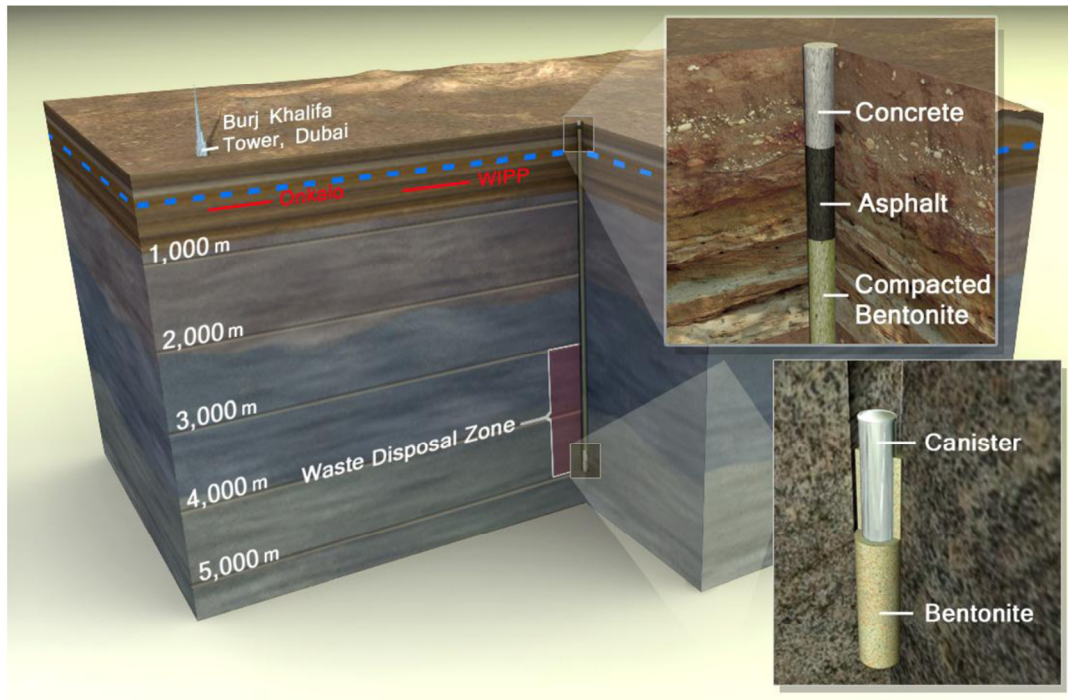 Burj Khalifa
Tower, Dubai
Onkalo
WIPP
1,000 m
2,000 m
3,000 m
Waste Disposal Zone
4,000 m
5,000 m
Concrete
Asphalt
Compacted
Bentonite
Canister
Bentonite